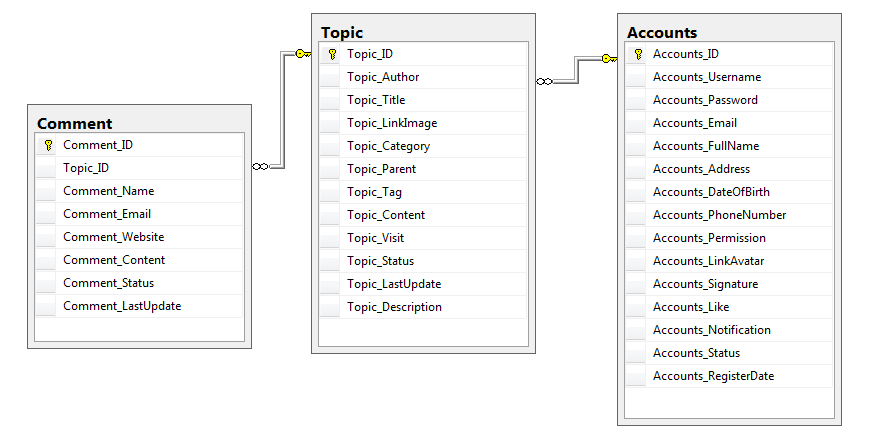 Comment
Comment_ID
Topic_ID
Comment_Name
Comment_Email
Comment_Website
Comment_Content
Comment_Status
Comment_LastUpdate
Topic
Topic_ID
Topic_Author
Topic_Title
Topic_LinkImage
Topic_Category
Topic_Parent
Topic_Tag
Topic_Content
Topic_Visit
Topic_Status
Topic_LastUpdate
Topic_Description
Accounts
Accounts_ID
Accounts_Username
Accounts_Password
Accounts_Email
Accounts_FullName
Accounts_Address
Accounts_DateOfBirth
Accounts_PhoneNumber
Accounts_Permission
Accounts_LinkAvatar
Accounts_Signature
Accounts_Like
Accounts_Notification
Accounts_Status
Accounts_RegisterDate